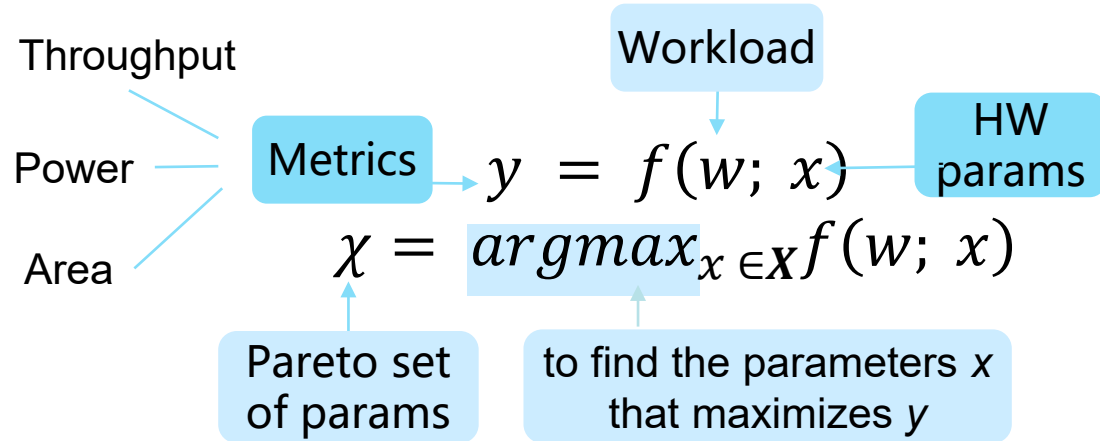 Throughput
Power
Area
Metrics
Workload
HW
params
y = f(w; x)
χ = argmax_{x ∈ X} f(w; x)
Pareto set
of params
to find the parameters x
that maximizes y